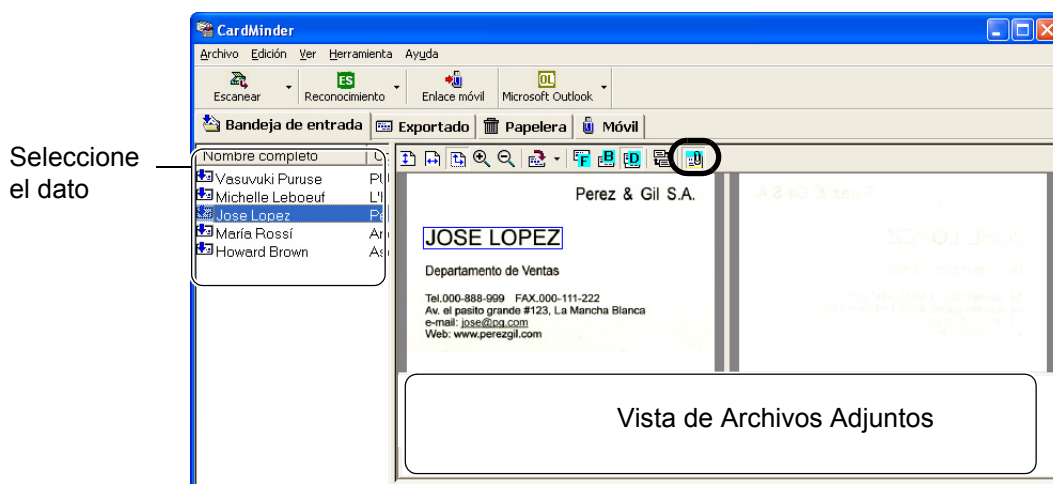 CardMinder
Archivo Edición Ver Herramienta Ayuda
Escanear Reconocimiento Enlace móvil Microsoft Outlook
ES
OL
Bandeja de entrada Exportado Papelera Móvil
Seleccione
el dato
Nombre completo
Vasuvuki Puruse
Michelle Leboeuf
Jose Lopez
María Rossí
Howard Brown
F B D
Perez & Gil S.A.
JOSE LOPEZ
Departamento de Ventas
Tel.000-888-999 FAX.000-111-222
Av. el pasito grande #123, La Mancha Blanca
e-mail: jose@pg.com
Web: www.perezgil.com
Vista de Archivos Adjuntos